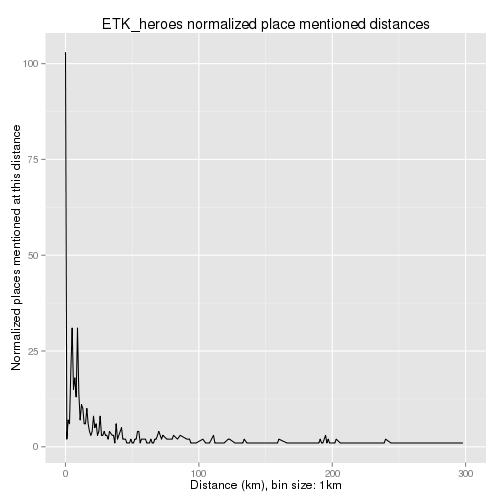 ETK_heroes normalized place mentioned distances
Normalized places mentioned at this distance
100
75
50
25
0
0 100 200 300
Distance (km), bin size: 1km